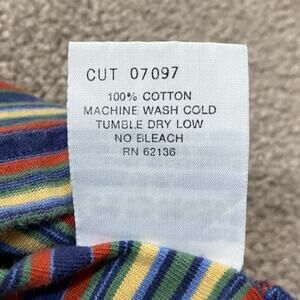 CUT 07097
100% COTTON
MACHINE WASH COLD
TUMBLE DRY LOW
NO BLEACH
RN 62136